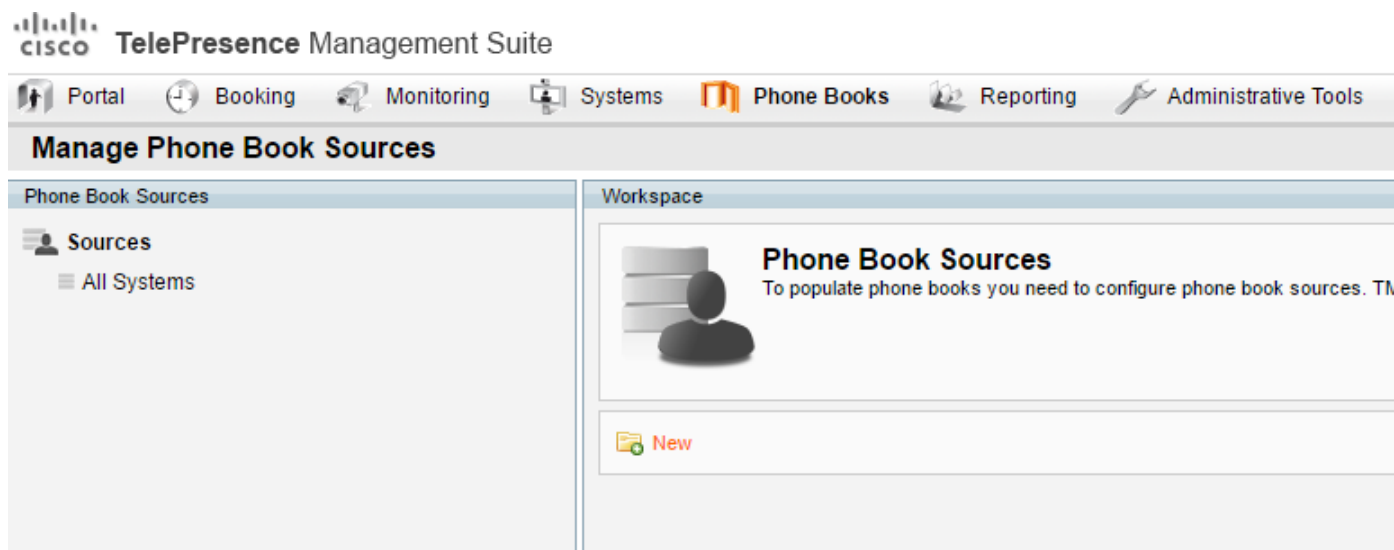 CISCO TelePresence Management Suite
Portal Booking Monitoring Systems Phone Books Reporting Administrative Tools
Manage Phone Book Sources
Phone Book Sources
Sources
All Systems
Workspace
Phone Book Sources
To populate phone books you need to configure phone book sources. TM
New